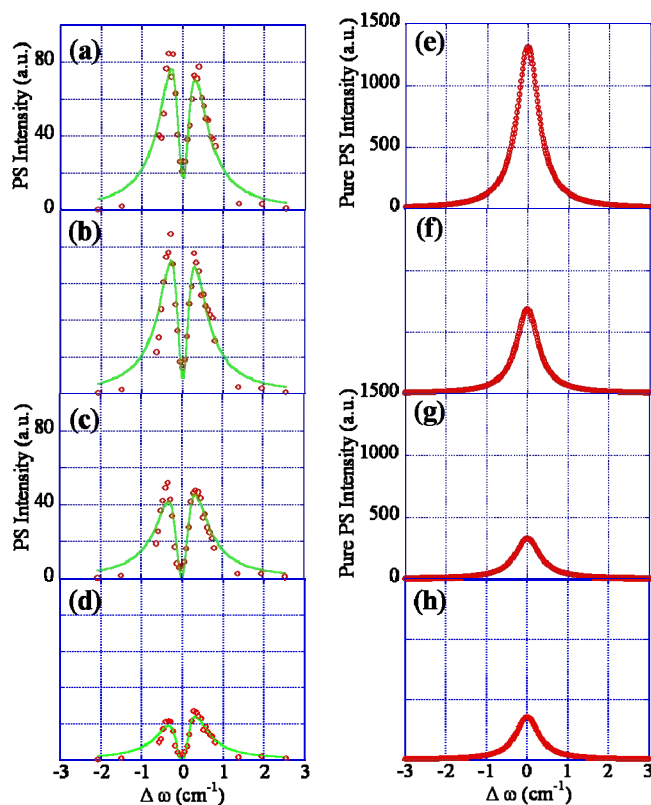 (a)
80
40
0
PS Intensity (a.u.)
(b)
(c)
80
40
0
PS Intensity (a.u.)
(d)
-3 -2 -1 0 1 2 3
Δ ω (cm⁻¹)
(e)
1500
1000
500
0
Pure PS Intensity (a.u.)
(f)
(g)
1500
1000
500
0
Pure PS Intensity (a.u.)
(h)
-3 -2 -1 0 1 2 3
Δ ω (cm⁻¹)